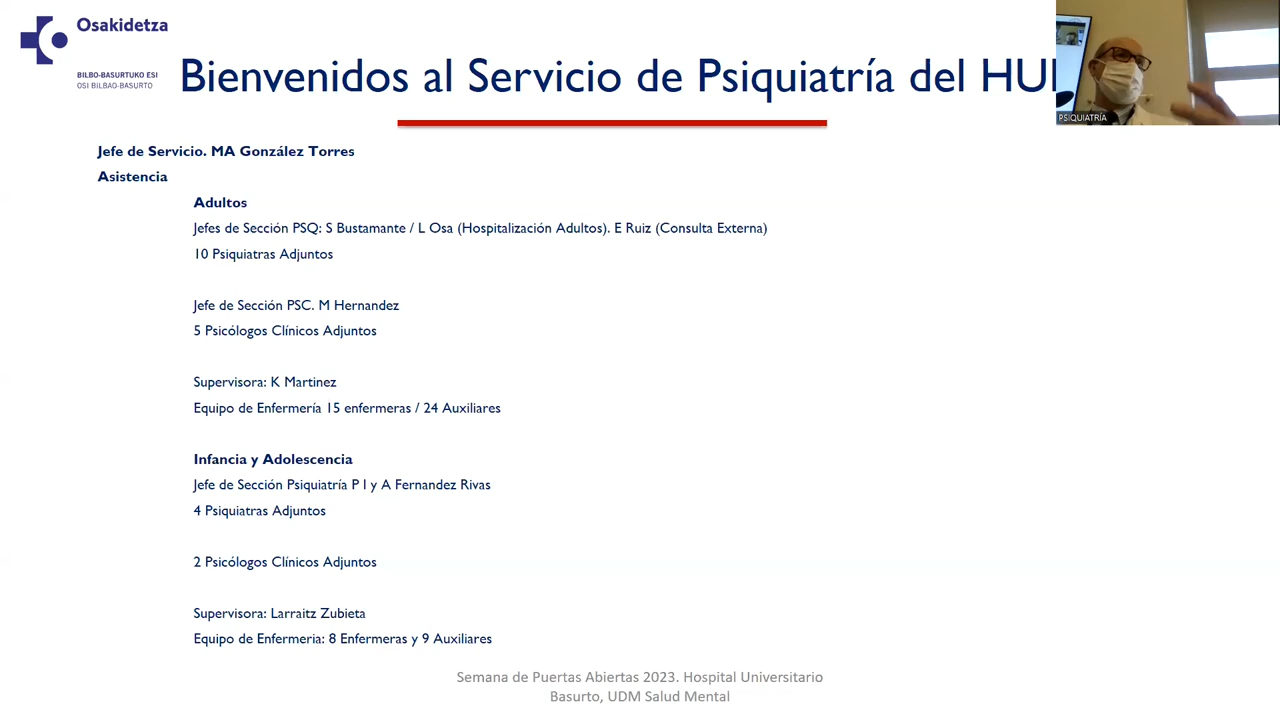 Osakidetza
BILBO-BASURTUKO ESI
OSI BILBAO-BASURTO
Bienvenidos al Servicio de Psiquiatría del HU
PSIQUIATRÍA
Jefe de Servicio. MA González Torres
Asistencia
Adultos
Jefes de Sección PSQ: S Bustamante / L Osa (Hospitalización Adultos). E Ruiz (Consulta Externa)
10 Psiquiatras Adjuntos
Jefe de Sección PSC. M Hernandez
5 Psicólogos Clínicos Adjuntos
Supervisora: K Martinez
Equipo de Enfermería 15 enfermeras / 24 Auxiliares
Infancia y Adolescencia
Jefe de Sección Psiquiatría P I y A Fernandez Rivas
4 Psiquiatras Adjuntos
2 Psicólogos Clínicos Adjuntos
Supervisora: Larraitz Zubieta
Equipo de Enfermeria: 8 Enfermeras y 9 Auxiliares
Semana de Puertas Abiertas 2023. Hospital Universitario
Basurto, UDM Salud Mental